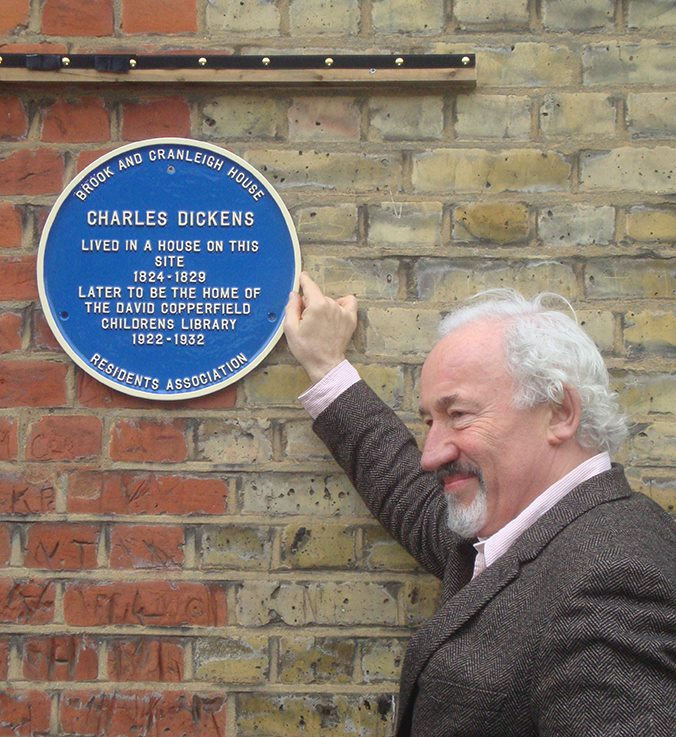 BROOK AND CRANLEIGH HOUSE
CHARLES DICKENS
LIVED IN A HOUSE ON THIS
SITE
1824-1829
LATER TO BE THE HOME OF
THE DAVID COPPERFIELD
CHILDRENS LIBRARY
1922-1932
RESIDENTS ASSOCIATION